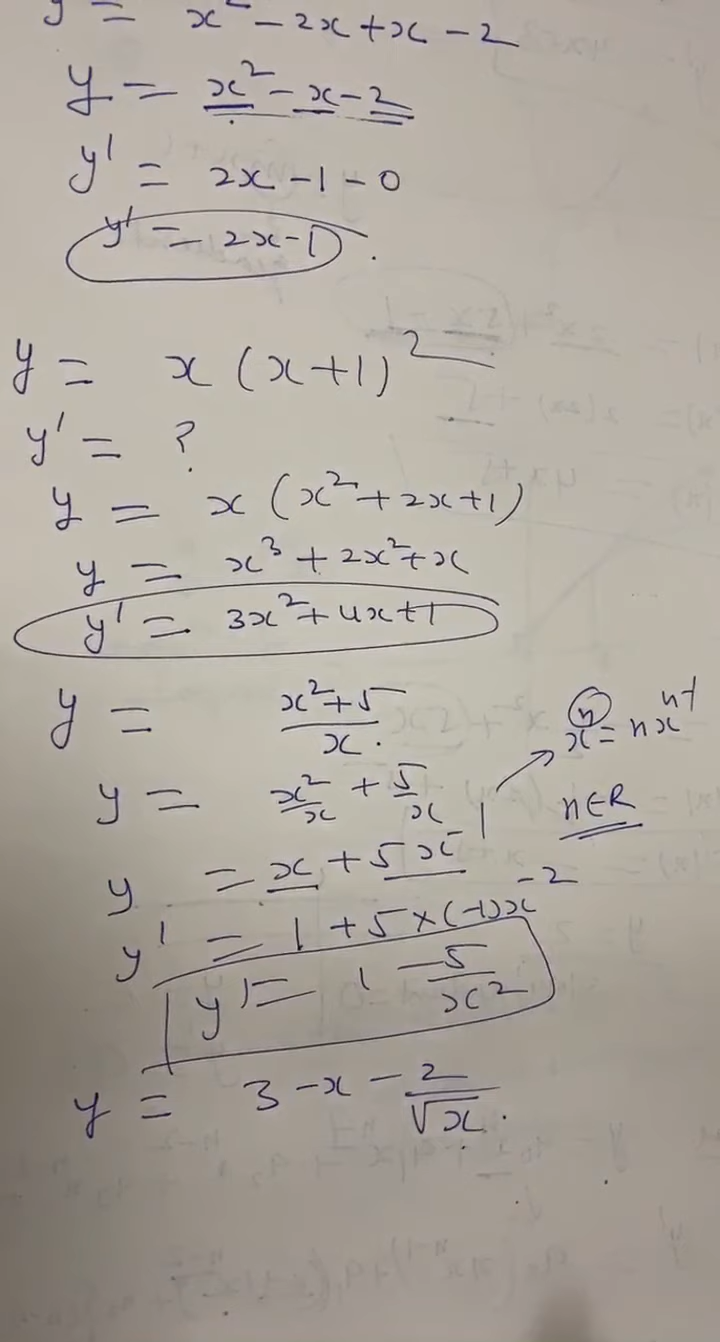 y = x² - 2x + x - 2
y = x² - x - 2
y' = 2x - 1 - 0
y' = 2x - 1
y = x (x+1)²
y' = ?
y = x (x² + 2x + 1)
y = x³ + 2x² + x
y' = 3x² + 4x + 1
y = (x² + 5)/x
xⁿ = nxⁿ⁻¹
y = x²/x + 5/x
n∈R
y = x + 5x⁻¹
y' = 1 + 5×(-1)x⁻²
y' = 1 - 5/x²
y = 3 - x - 2/√x